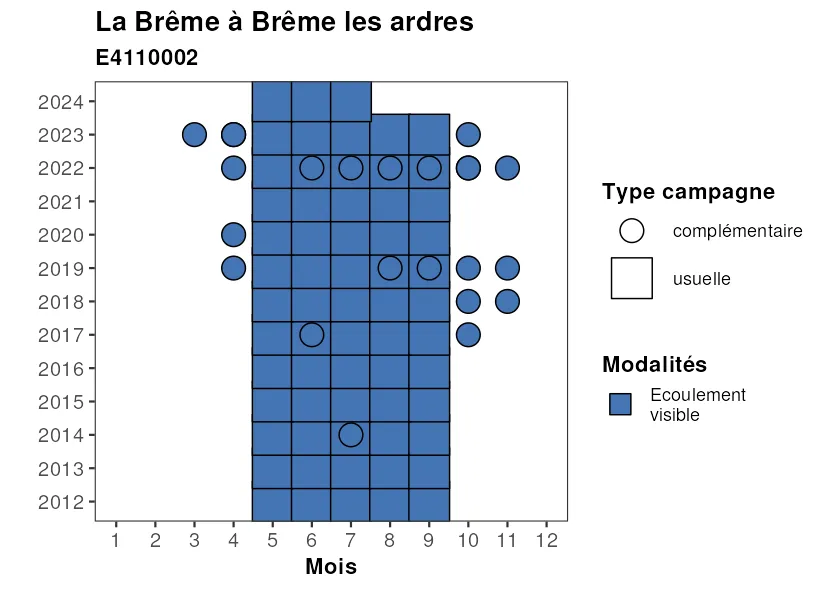 La Brême à Brême les ardres
E4110002
2024
2023
2022
2021
2020
2019
2018
2017
2016
2015
2014
2013
2012
1 2 3 4 5 6 7 8 9 10 11 12
Mois
Type campagne
complémentaire
usuelle
Modalités
Ecoulement
visible